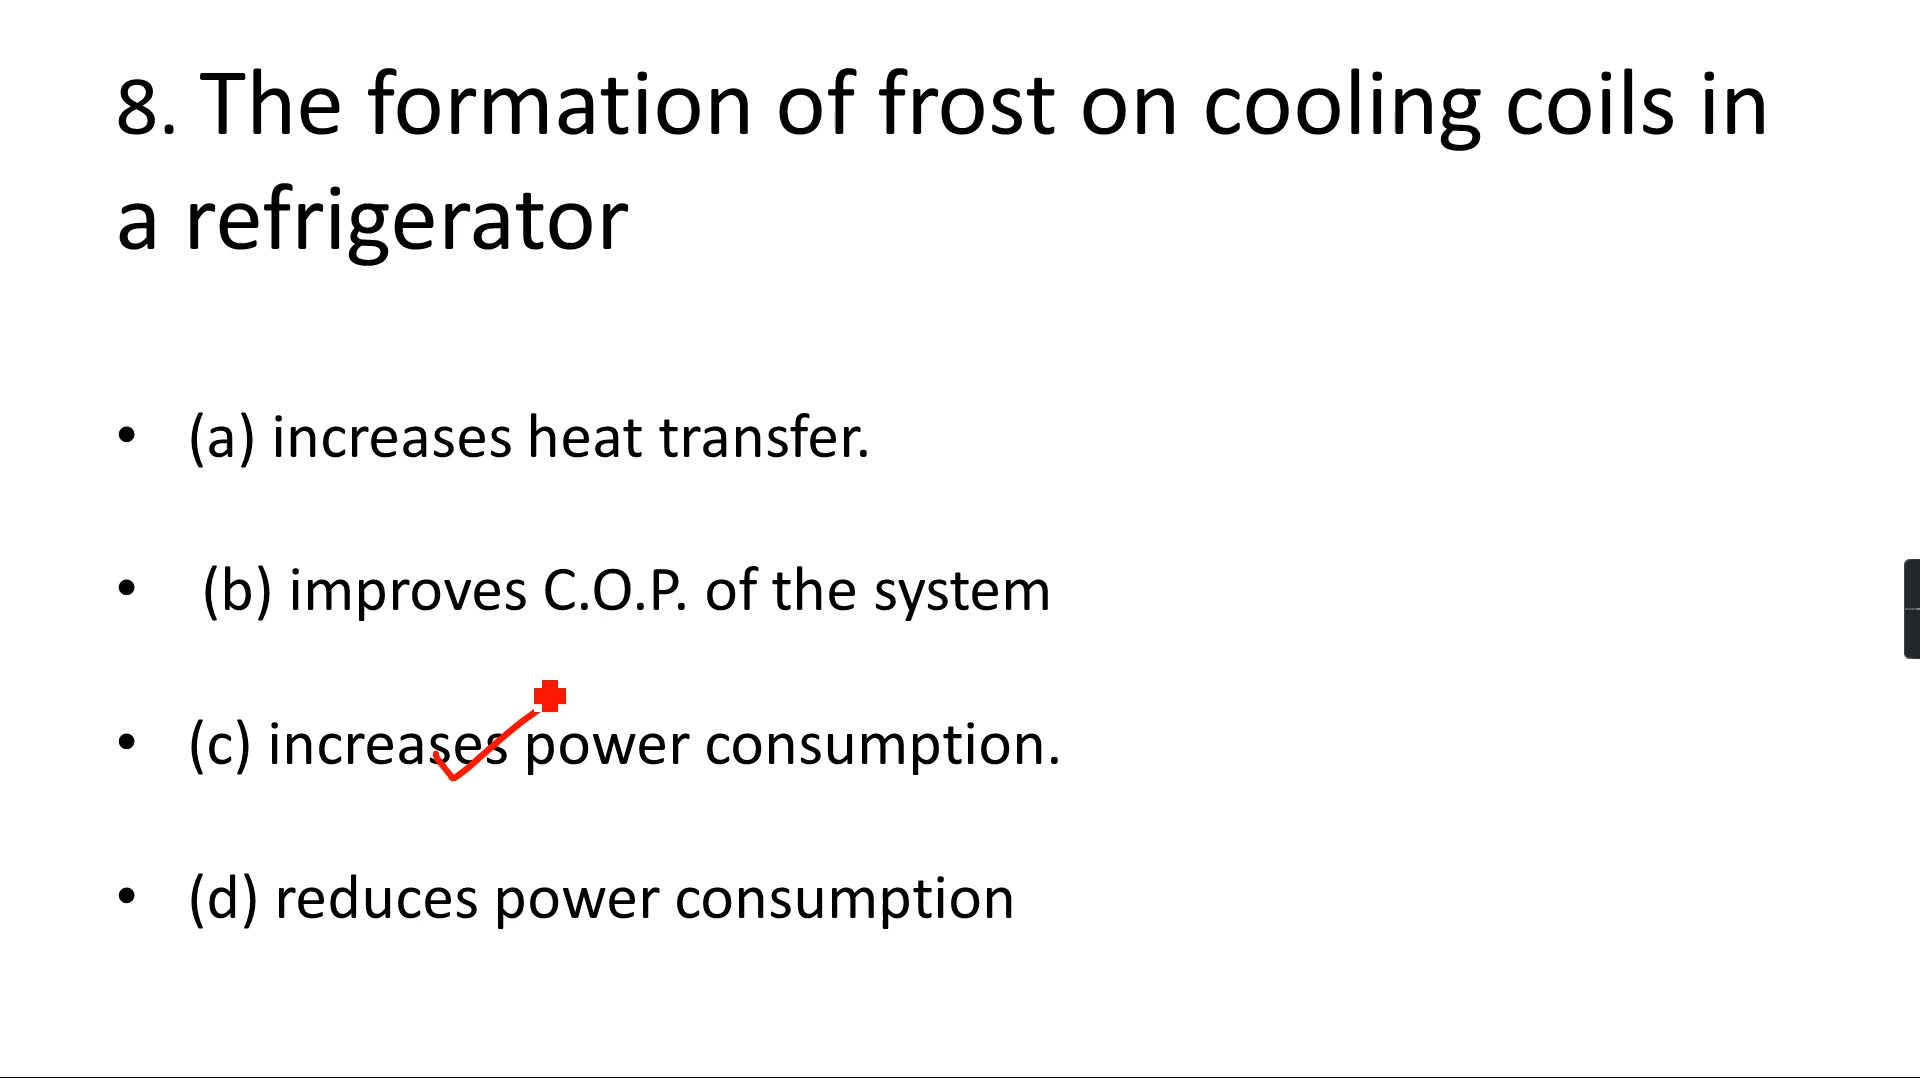 8. The formation of frost on cooling coils in
a refrigerator
• (a) increases heat transfer.
• (b) improves C.O.P. of the system
• (c) increases power consumption.
• (d) reduces power consumption